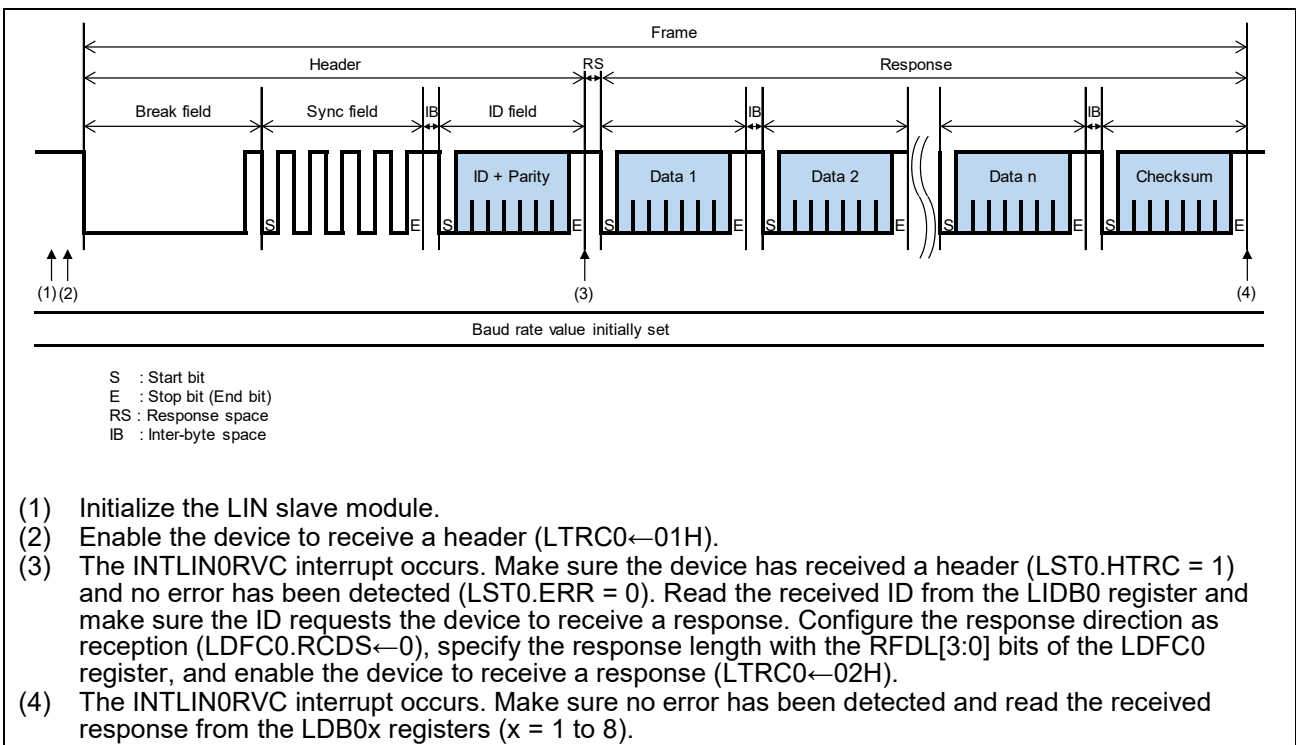 Frame
Header RS Response
Break field Sync field IB ID field IB IB
ID + Parity Data 1 Data 2 Data n Checksum
S E S E S E S E S E S E
(1) (2) (3) (4)
Baud rate value initially set
S : Start bit
E : Stop bit (End bit)
RS : Response space
IB : Inter-byte space
(1) Initialize the LIN slave module.
(2) Enable the device to receive a header (LTRC0←01H).
(3) The INTLIN0RVC interrupt occurs. Make sure the device has received a header (LST0.HTRC = 1)
and no error has been detected (LST0.ERR = 0). Read the received ID from the LIDB0 register and
make sure the ID requests the device to receive a response. Configure the response direction as
reception (LDFC0.RCDS←0), specify the response length with the RFDL[3:0] bits of the LDFC0
register, and enable the device to receive a response (LTRC0←02H).
(4) The INTLIN0RVC interrupt occurs. Make sure no error has been detected and read the received
response from the LDB0x registers (x = 1 to 8).